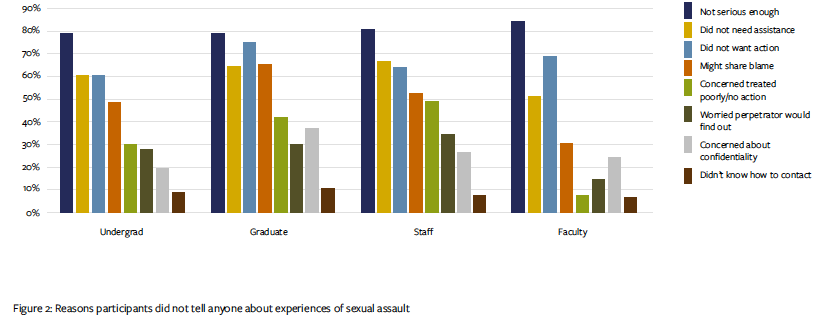 90%
80%
70%
60%
50%
40%
30%
20%
10%
0%
Undergrad
Graduate
Staff
Faculty
Not serious enough
Did not need assistance
Did not want action
Might share blame
Concerned treated
poorly/no action
Worried perpetrator would
find out
Concerned about
confidentiality
Didn't know how to contact
Figure 2: Reasons participants did not tell anyone about experiences of sexual assault